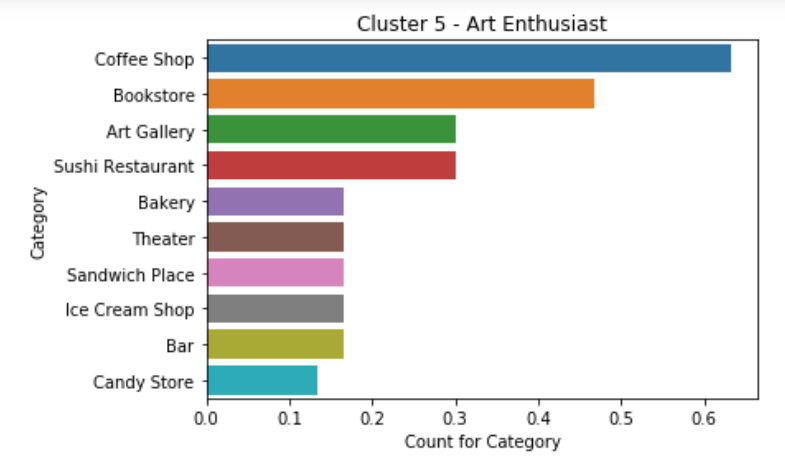 Cluster 5 - Art Enthusiast
Coffee Shop
Bookstore
Art Gallery
Sushi Restaurant
Bakery
Theater
Sandwich Place
Ice Cream Shop
Bar
Candy Store
Category
0.0 0.1 0.2 0.3 0.4 0.5 0.6
Count for Category